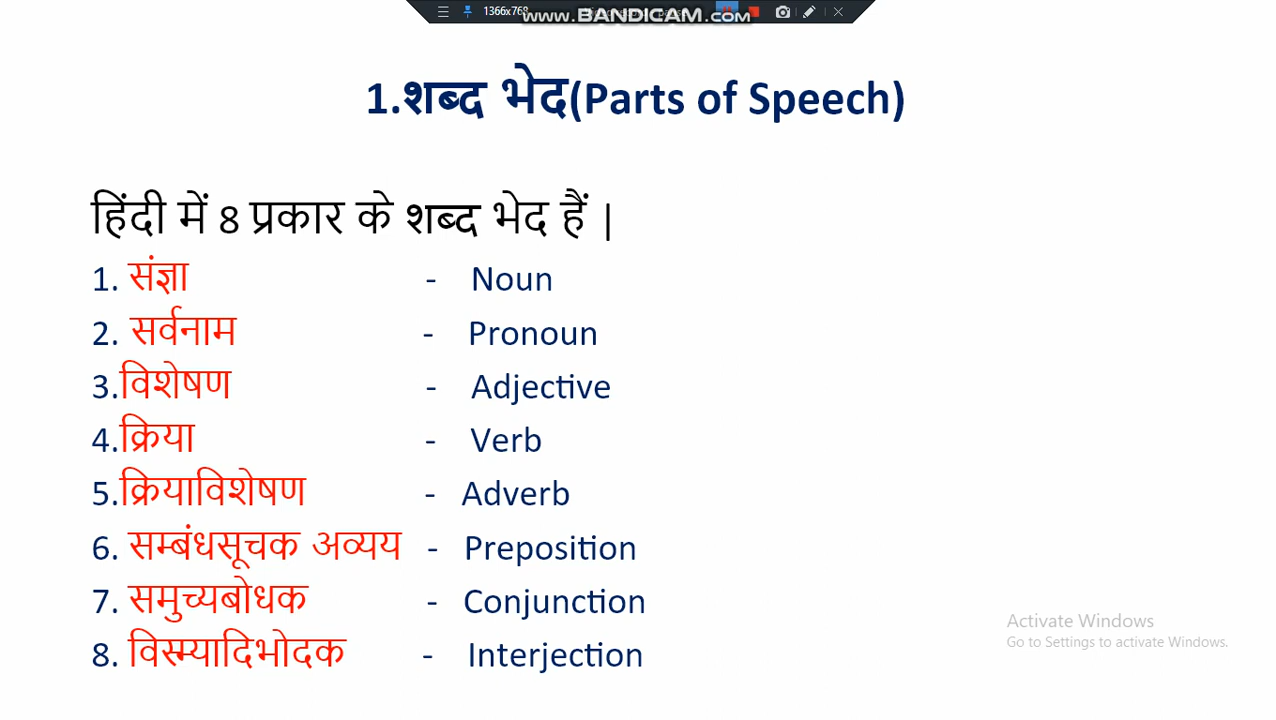 1366x768
www.BANDICAM.com
1.शब्द भेद(Parts of Speech)
हिंदी में 8 प्रकार के शब्द भेद हैं |
1. संज्ञा - Noun
2. सर्वनाम - Pronoun
3.विशेषण - Adjective
4.क्रिया - Verb
5.क्रियाविशेषण - Adverb
6. सम्बंधसूचक अव्यय - Preposition
7. समुच्यबोधक - Conjunction
8. विस्म्यादिभोदक - Interjection
Activate Windows
Go to Settings to activate Windows.